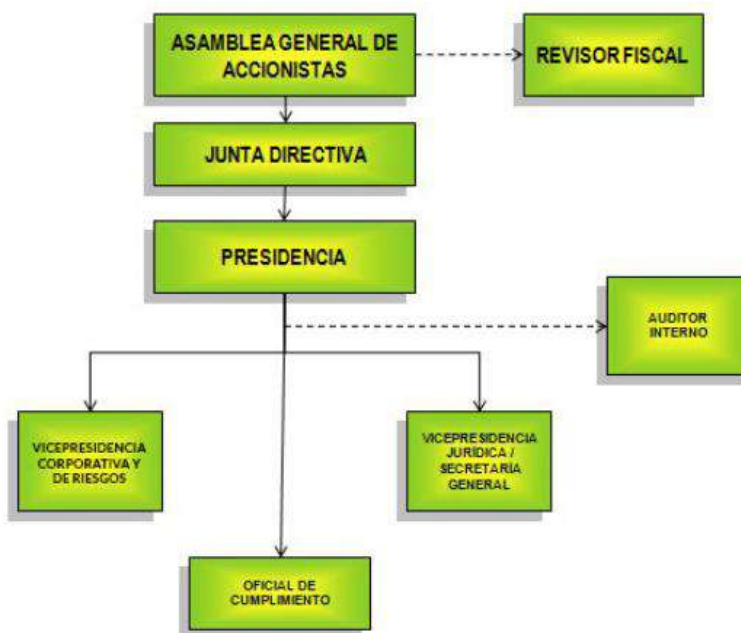 ASAMBLEA GENERAL DE
ACCIONISTAS
REVISOR FISCAL
JUNTA DIRECTIVA
PRESIDENCIA
AUDITOR
INTERNO
VICEPRESIDENCIA
CORPORATIVA Y
DE RIESGOS
VICEPRESIDENCIA
JURÍDICA /
SECRETARÍA
GENERAL
OFICIAL DE
CUMPLIMIENTO